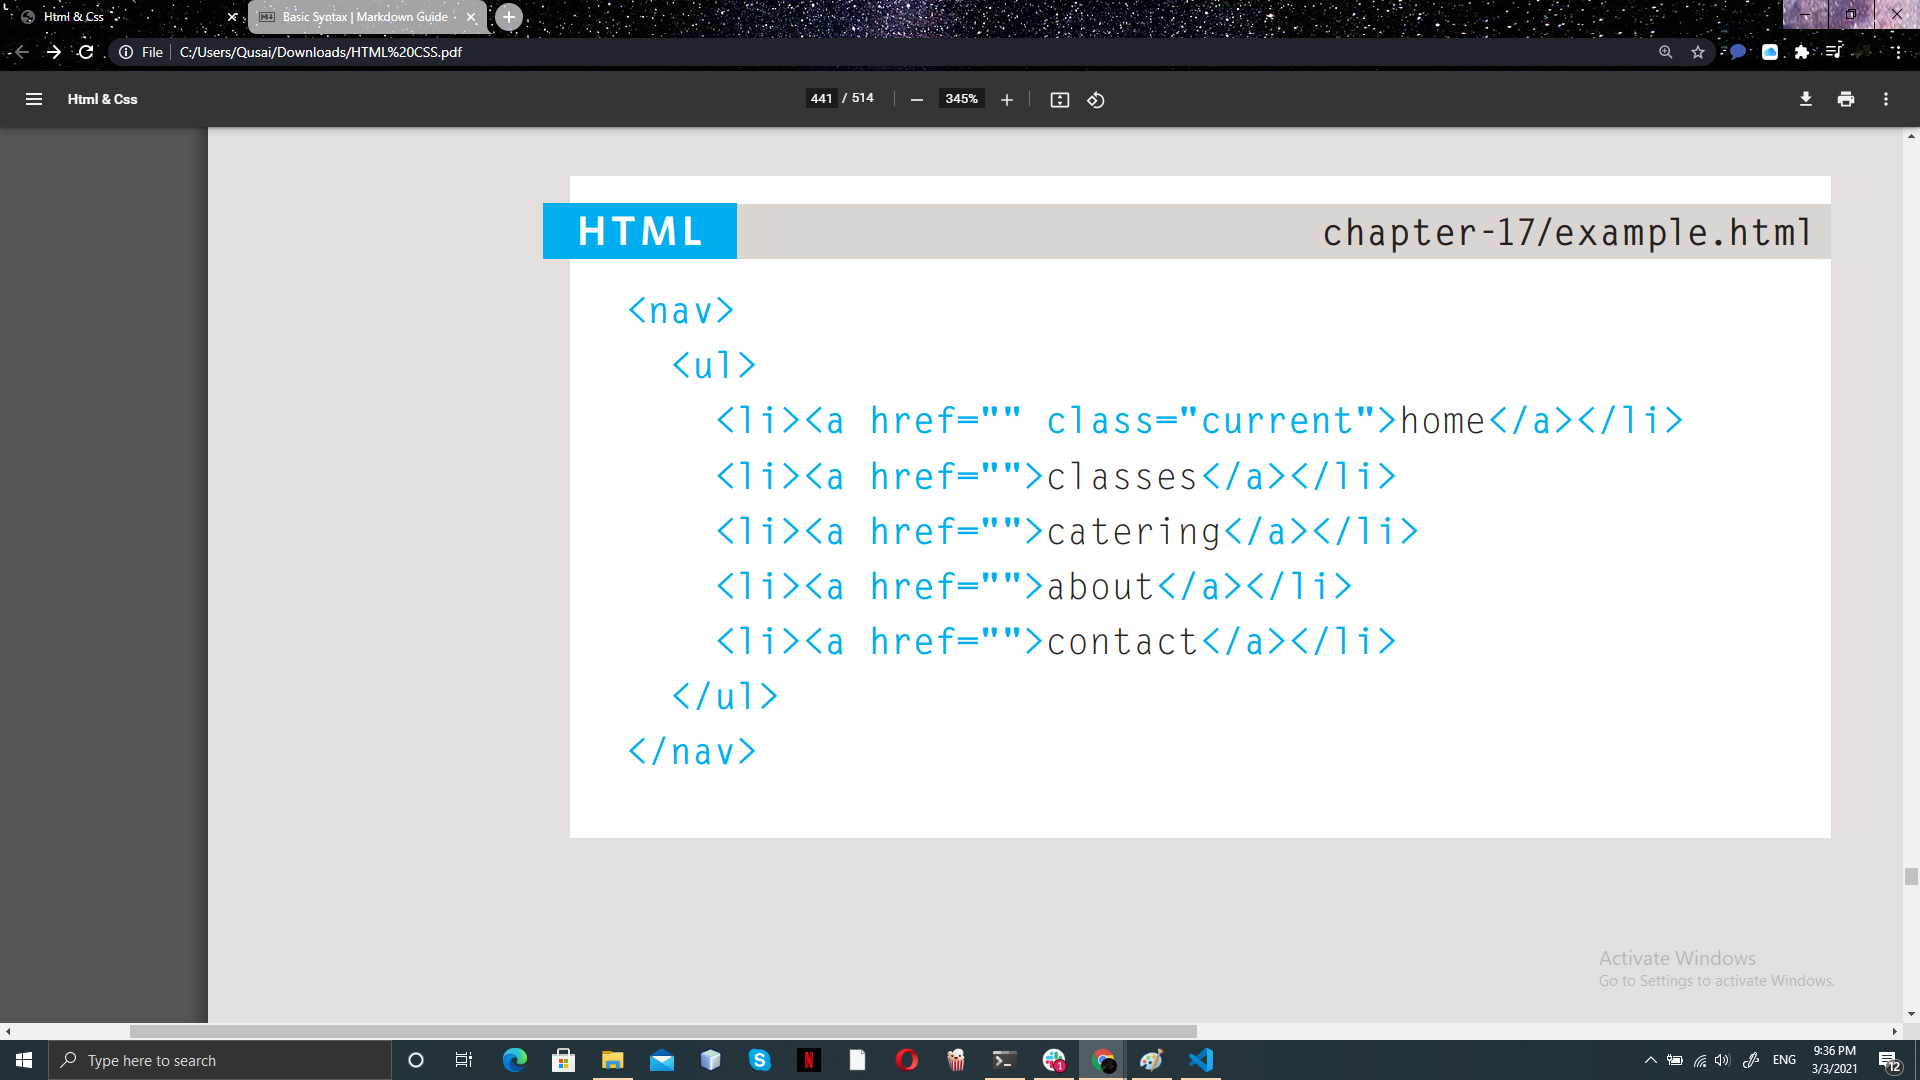 Html & Css
Basic Syntax | Markdown Guide
File C:/Users/Qusai/Downloads/HTML%20CSS.pdf
Html & Css
441 / 514
345%
HTML
chapter-17/example.html
<nav>
<ul>
<li><a href="" class="current">home</a></li>
<li><a href="">classes</a></li>
<li><a href="">catering</a></li>
<li><a href="">about</a></li>
<li><a href="">contact</a></li>
</ul>
</nav>
Activate Windows
Go to Settings to activate Windows.
Type here to search
ENG
9:36 PM
3/3/2021
12